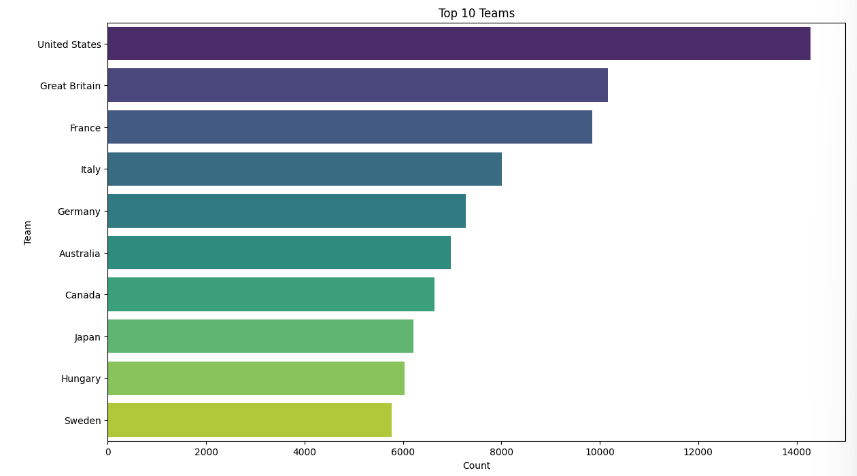 Top 10 Teams
United States
Great Britain
France
Italy
Germany
Australia
Canada
Japan
Hungary
Sweden
Team
0 2000 4000 6000 8000 10000 12000 14000
Count